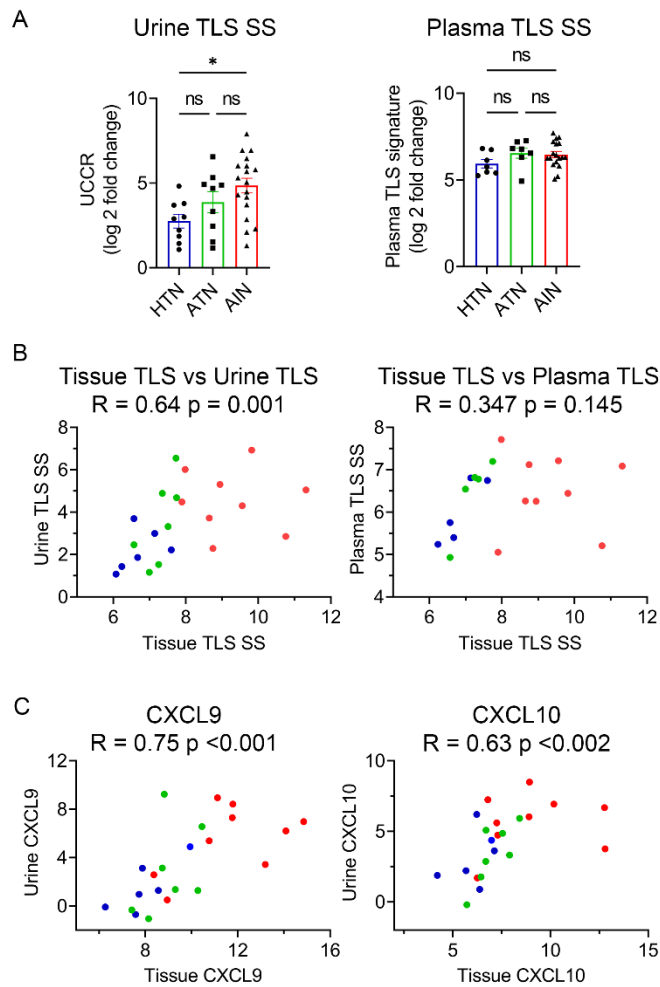 A
Urine TLS SS
Plasma TLS SS
*
ns
ns ns
ns ns
UCCR
(log 2 fold change)
10
5
0
HTN ATN AIN
Plasma TLS signature
(log 2 fold change)
10
5
0
HTN ATN AIN
B
Tissue TLS vs Urine TLS
R = 0.64 p = 0.001
Urine TLS SS
8
6
4
2
0
6 8 10 12
Tissue TLS SS
Tissue TLS vs Plasma TLS
R = 0.347 p = 0.145
Plasma TLS SS
8
7
6
5
4
6 8 10 12
Tissue TLS SS
C
CXCL9
R = 0.75 p <0.001
Urine CXCL9
12
8
4
0
8 12 16
Tissue CXCL9
CXCL10
R = 0.63 p <0.002
Urine CXCL10
10
5
0
5 10 15
Tissue CXCL10